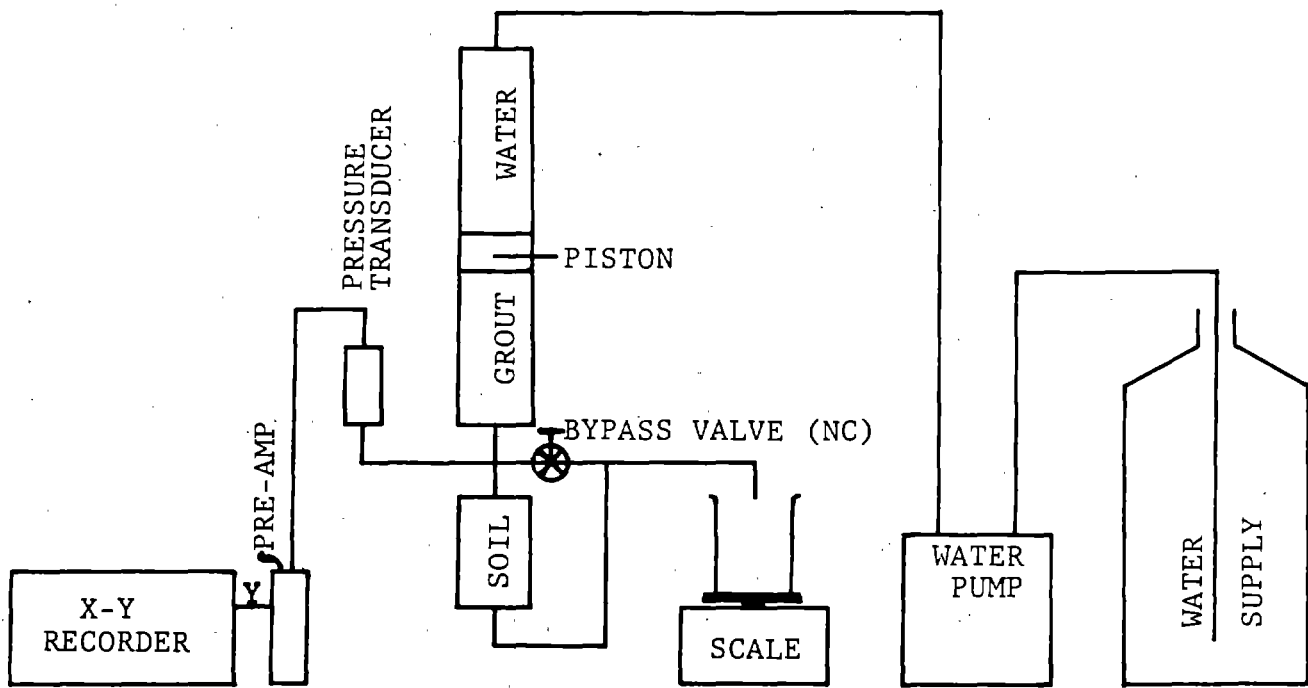 WATER
PRESSURE
TRANSDUCER
PISTON
GROUT
BYPASS VALVE (NC)
PRE-AMP
SOIL
WATER
PUMP
WATER
SUPPLY
Y
X-Y
RECORDER
SCALE